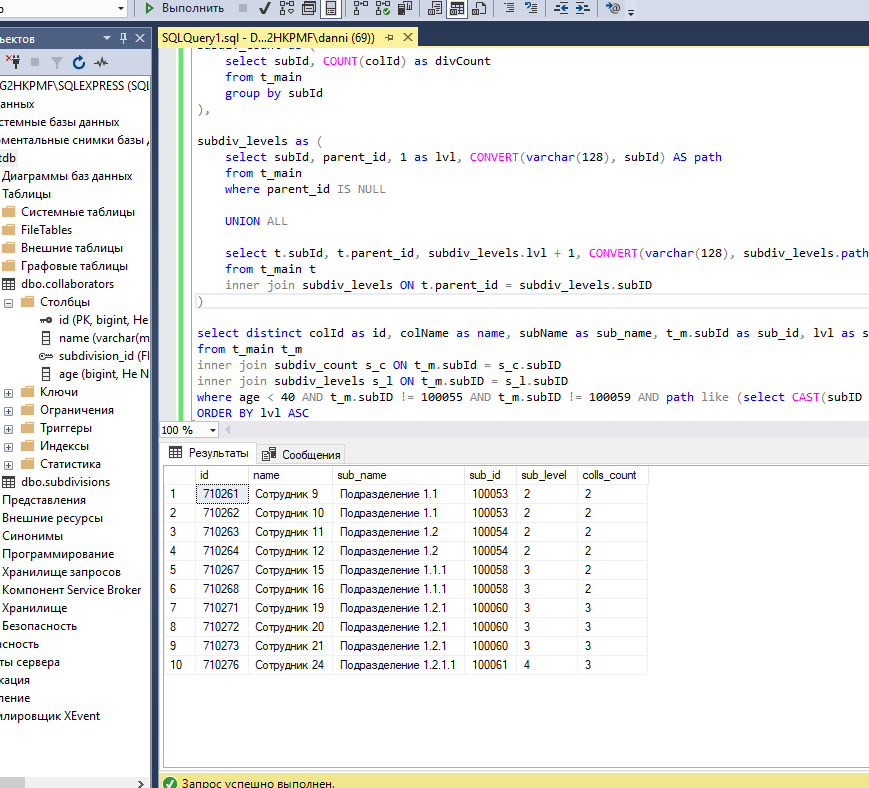 Выполнить
ъектов
SQLQuery1.sql - D...2HKPMF\danni (69))
G2HKPMF\SQLEXPRESS (SQL
анных
стемные базы данных
ментальные снимки базы
tdb
Диаграммы баз данных
Таблицы
Системные таблицы
FileTables
Внешние таблицы
Графовые таблицы
dbo.collaborators
Столбцы
id (PK, bigint, Не
name (varchar(m
subdivision_id (Fl
age (bigint, Не N
Ключи
Ограничения
Триггеры
Индексы
Статистика
dbo.subdivisions
Представления
Внешние ресурсы
Синонимы
Программирование
Хранилище запросов
Компонент Service Broker
Хранилище
Безопасность
сность
ты сервера
кация
ление
илировщик XEvent
select subId, COUNT(colId) as divCount
from t_main
group by subId
),
subdiv_levels as (
select subId, parent_id, 1 as lvl, CONVERT(varchar(128), subId) AS path
from t_main
where parent_id IS NULL
UNION ALL
select t.subId, t.parent_id, subdiv_levels.lvl + 1, CONVERT(varchar(128), subdiv_levels.path
from t_main t
inner join subdiv_levels ON t.parent_id = subdiv_levels.subID
)
select distinct colId as id, colName as name, subName as sub_name, t_m.subId as sub_id, lvl as s
from t_main t_m
inner join subdiv_count s_c ON t_m.subId = s_c.subID
inner join subdiv_levels s_l ON t_m.subID = s_l.subID
where age < 40 AND t_m.subID != 100055 AND t_m.subID != 100059 AND path like (select CAST(subID
ORDER BY lvl ASC
100 %
Результаты Сообщения
id name sub_name sub_id sub_level colls_count
1 710261 Сотрудник 9 Подразделение 1.1 100053 2 2
2 710262 Сотрудник 10 Подразделение 1.1 100053 2 2
3 710263 Сотрудник 11 Подразделение 1.2 100054 2 2
4 710264 Сотрудник 12 Подразделение 1.2 100054 2 2
5 710267 Сотрудник 15 Подразделение 1.1.1 100058 3 2
6 710268 Сотрудник 16 Подразделение 1.1.1 100058 3 2
7 710271 Сотрудник 19 Подразделение 1.2.1 100060 3 3
8 710272 Сотрудник 20 Подразделение 1.2.1 100060 3 3
9 710273 Сотрудник 21 Подразделение 1.2.1 100060 3 3
10 710276 Сотрудник 24 Подразделение 1.2.1.1 100061 4 3
Запрос успешно выполнен.